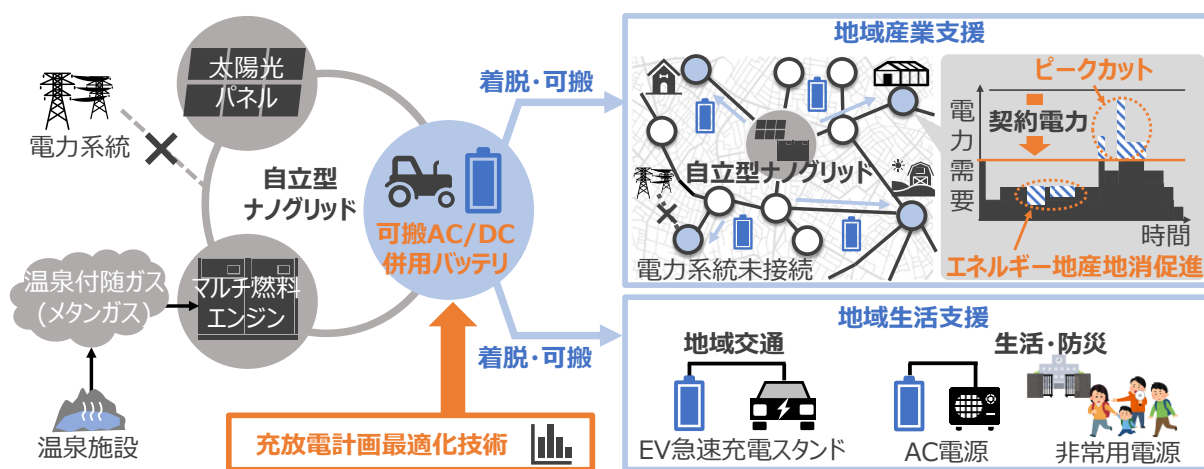 電力系統
太陽光
パネル
自立型
ナノグリッド
温泉付随ガス
(メタンガス)
マルチ燃料
エンジン
温泉施設
可搬AC/DC
併用バッテリ
着脱・可搬
着脱・可搬
充放電計画最適化技術
地域産業支援
自立型ナノグリッド
電力系統未接続
ピークカット
契約電力
電力需要
時間
エネルギー地産地消促進
地域生活支援
地域交通
生活・防災
EV急速充電スタンド
AC電源
非常用電源